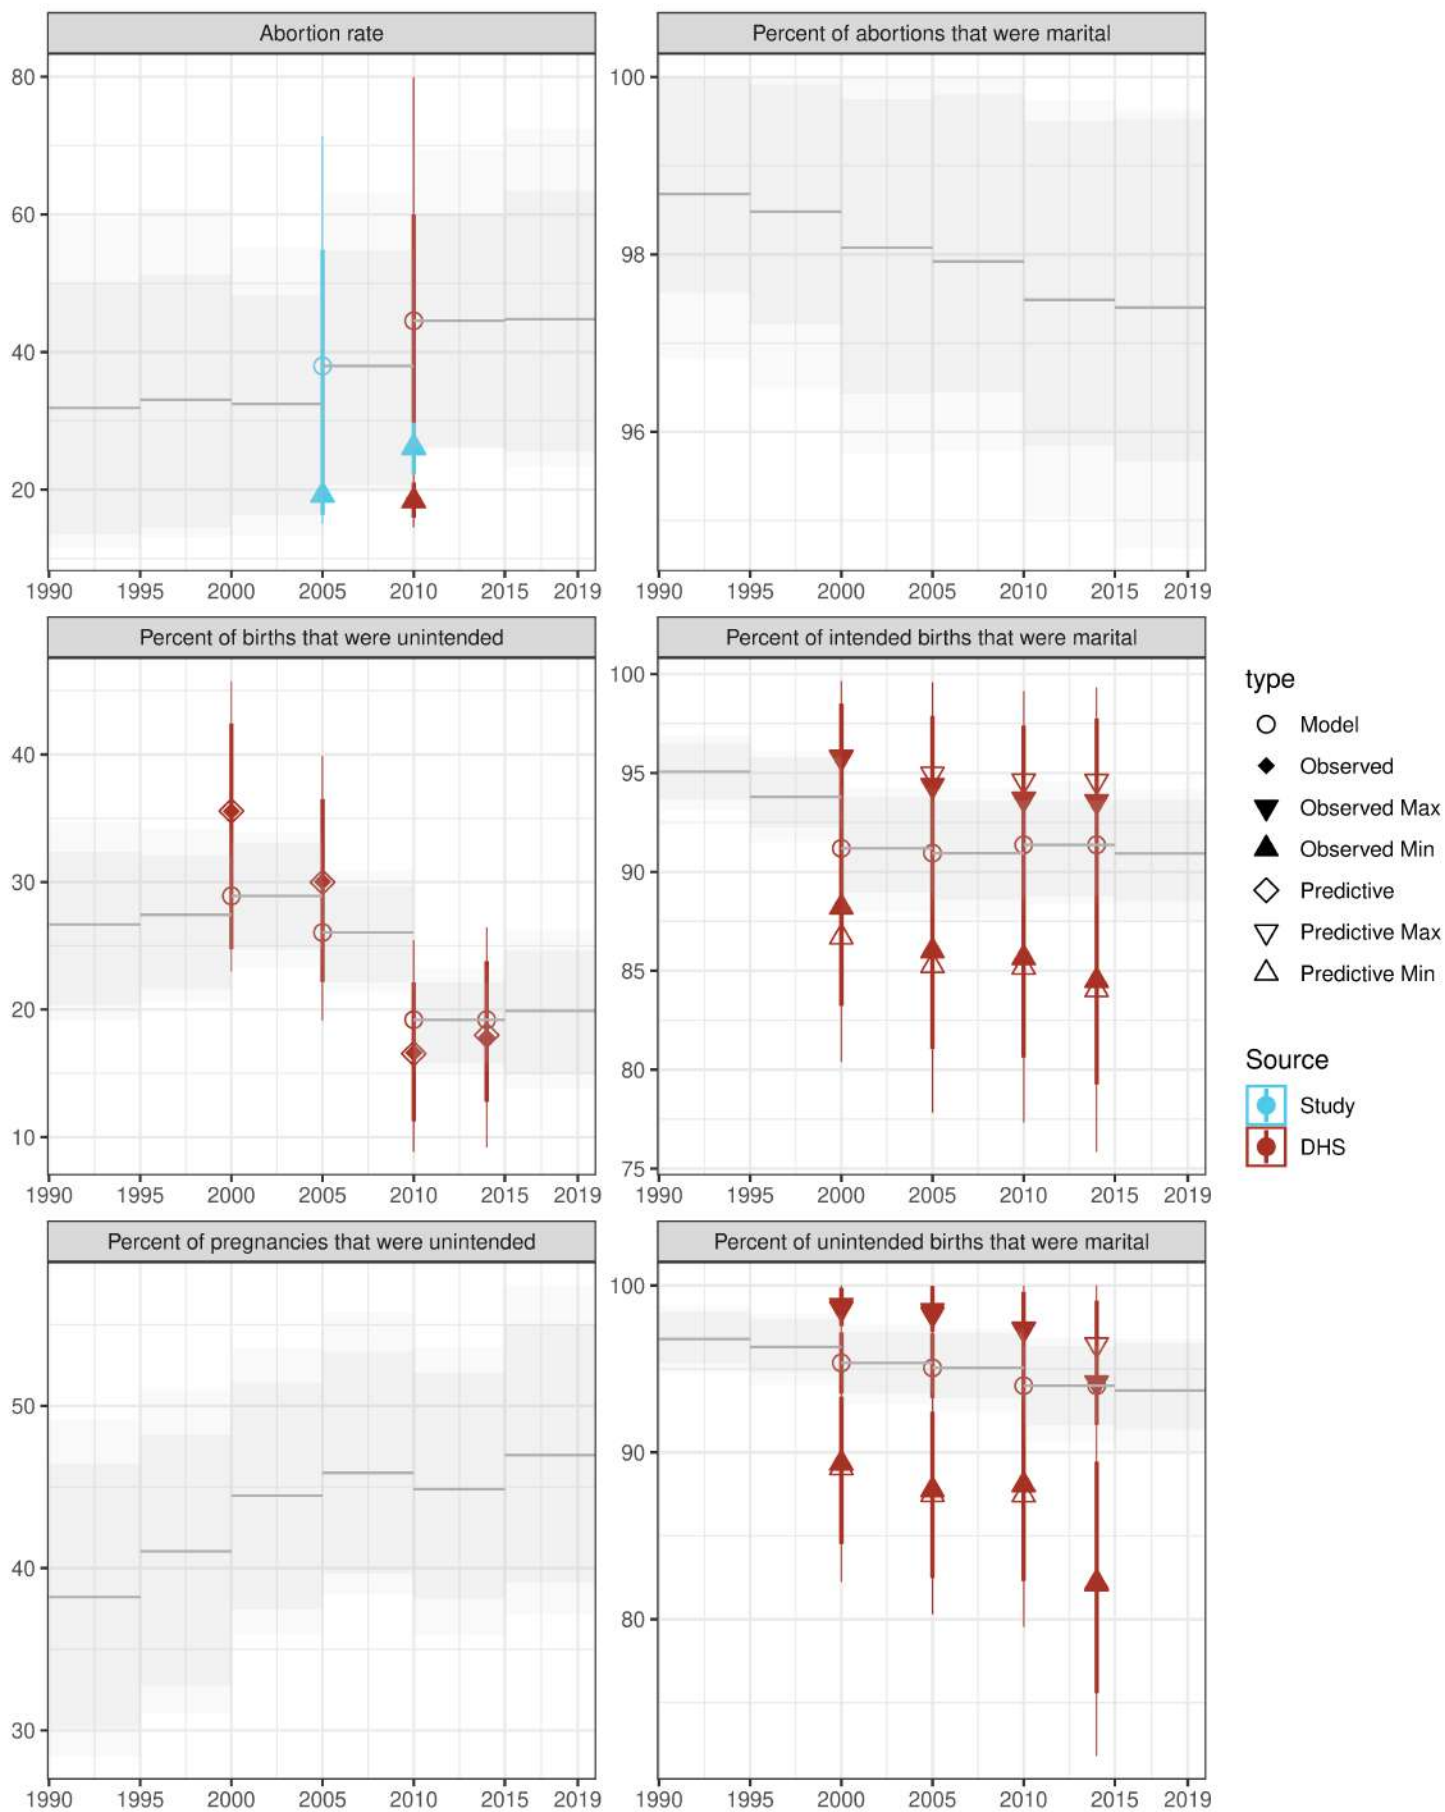 Abortion rate
80
60
40
20
1990 1995 2000 2005 2010 2015 2019
Percent of abortions that were marital
100
98
96
1990 1995 2000 2005 2010 2015 2019
Percent of births that were unintended
40
30
20
10
1990 1995 2000 2005 2010 2015 2019
Percent of intended births that were marital
100
95
90
85
80
75
1990 1995 2000 2005 2010 2015 2019
Percent of pregnancies that were unintended
50
40
30
1990 1995 2000 2005 2010 2015 2019
Percent of unintended births that were marital
100
90
80
1990 1995 2000 2005 2010 2015 2019
type
Model
Observed
Observed Max
Observed Min
Predictive
Predictive Max
Predictive Min
Source
Study
DHS